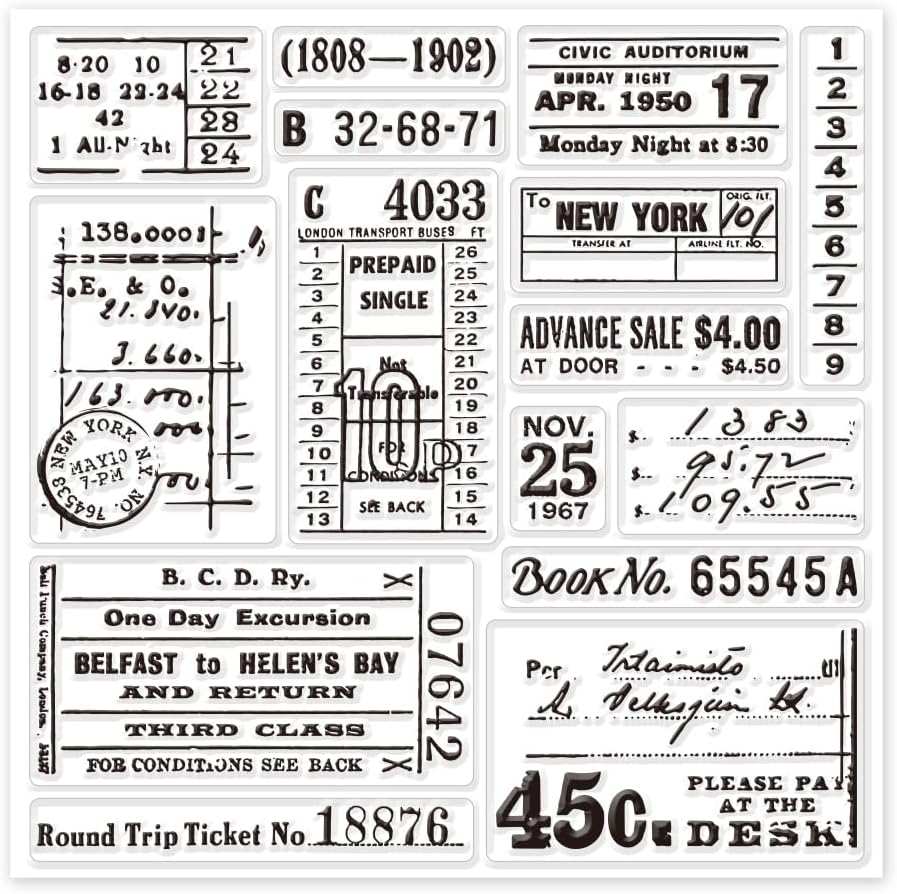 8·20 10
16-18 22-24
42
1 All-Night
21
22
23
24
(1808—1902)
B 32-68-71
CIVIC AUDITORIUM
MONDAY NIGHT
APR. 1950 17
Monday Night at 8:30
1
2
3
4
5
6
7
8
9
138.000
.E. & O.
3.660.
163.
NEW YORK N.Y. NO. 764538
MAY10
7-PM
C 4033
LONDON TRANSPORT BUSES FT
1
2
3
4
5
6
7
8
9
10
11
12
13
PREPAID
SINGLE
Not
Transferable
10
FOR
CONDITIONS
D
SEE BACK
26
25
24
23
22
21
20
19
18
17
16
15
14
To NEW YORK ORIG. FLT. 101
TRANSFER AT AIRLINE FLT. NO.
ADVANCE SALE $4.00
AT DOOR - - - $4.50
NOV.
25
1967
$. 1383
$. 95.72
$. 109.55
Book No. 65545A
Bell Punch Company, London.
B. C. D. Ry.
One Day Excursion
BELFAST to HELEN'S BAY
AND RETURN
THIRD CLASS
FOR CONDITIONS SEE BACK
07642
Per
45c.
PLEASE PAY
AT THE
DESK
Round Trip Ticket No 18876